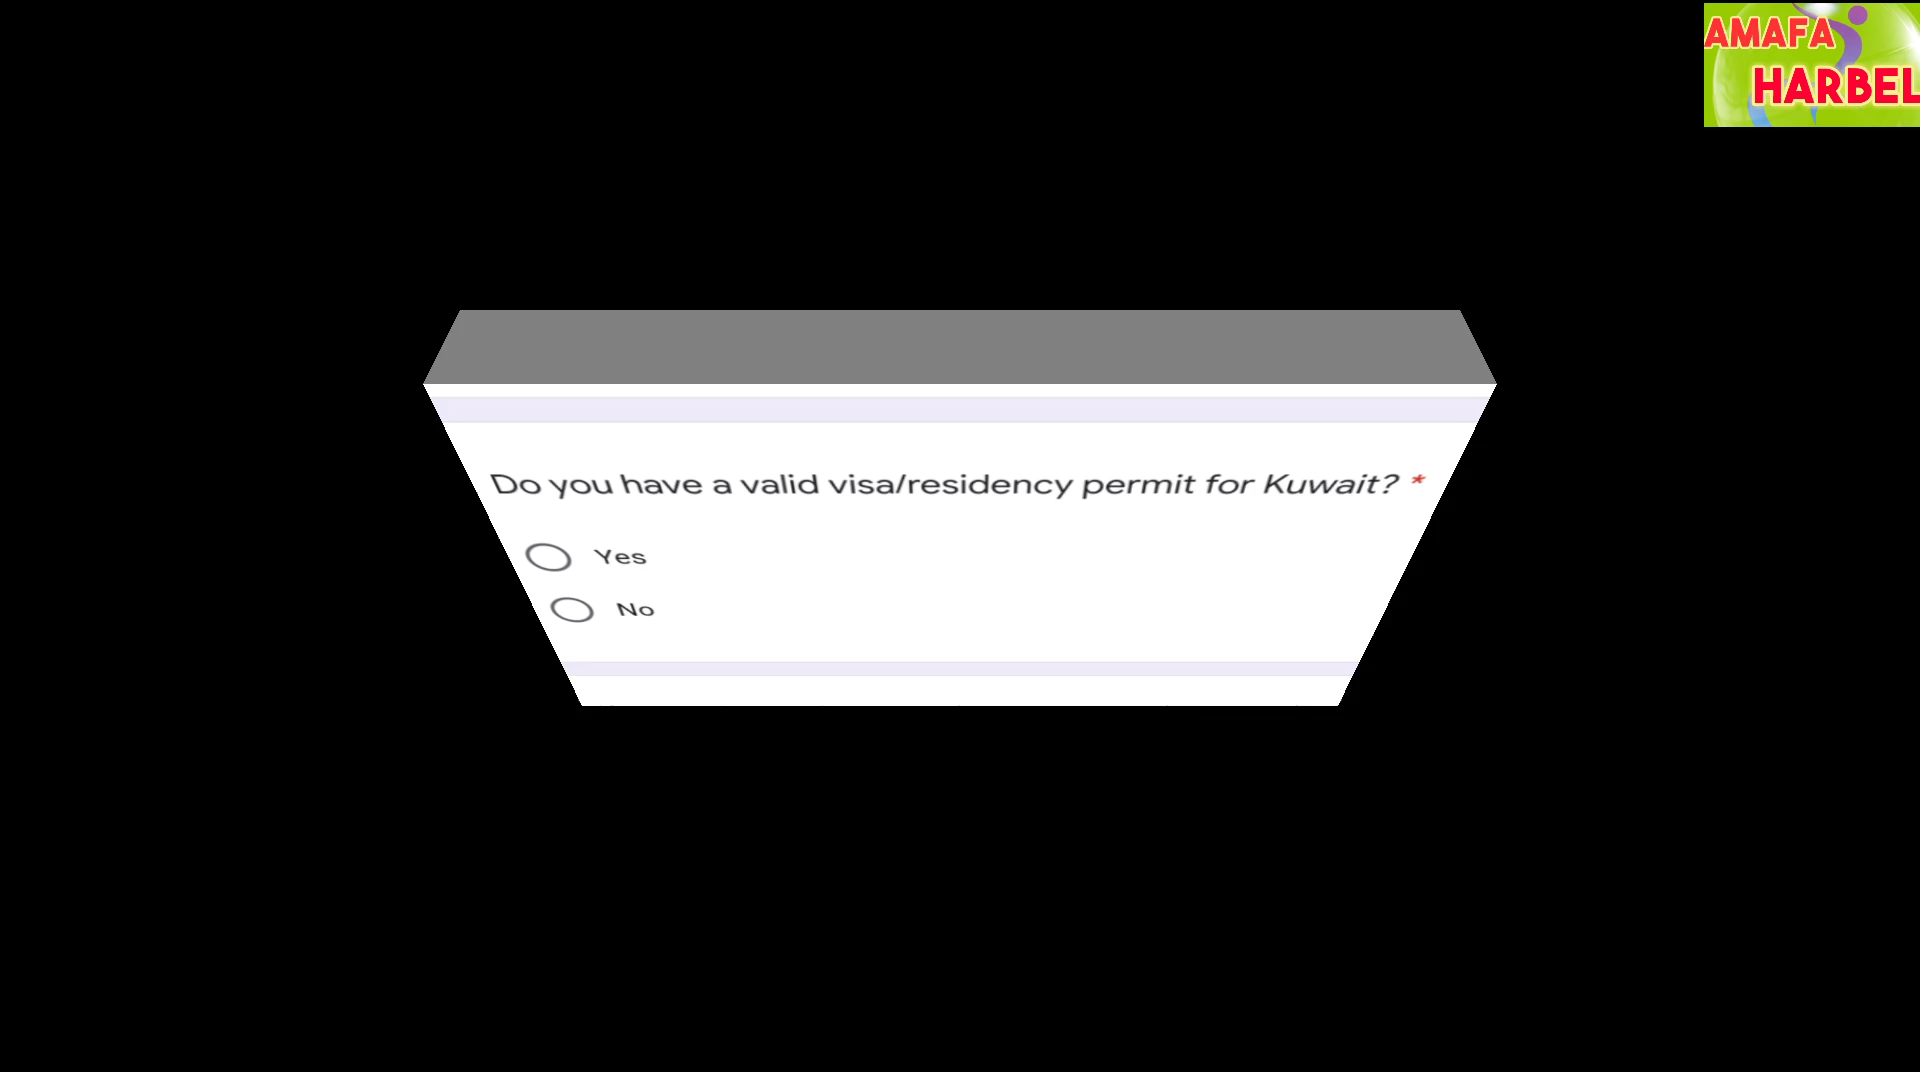 AMAFA
HARBEL
Do you have a valid visa/residency permit for Kuwait? *
Yes
No